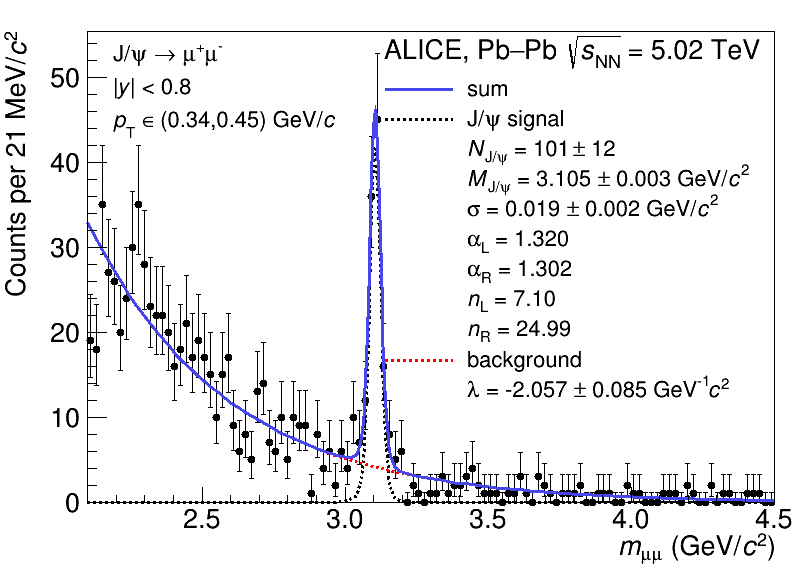 Counts per 21 MeV/c²
J/ψ → μ⁺μ⁻
|y| < 0.8
p_T ∈ (0.34,0.45) GeV/c
ALICE, Pb–Pb √s_NN = 5.02 TeV
sum
J/ψ signal
N_J/ψ = 101 ± 12
M_J/ψ = 3.105 ± 0.003 GeV/c²
σ = 0.019 ± 0.002 GeV/c²
α_L = 1.320
α_R = 1.302
n_L = 7.10
n_R = 24.99
background
λ = -2.057 ± 0.085 GeV⁻¹c²
50
40
30
20
10
0
2.5 3.0 3.5 4.0 4.5
m_μμ (GeV/c²)